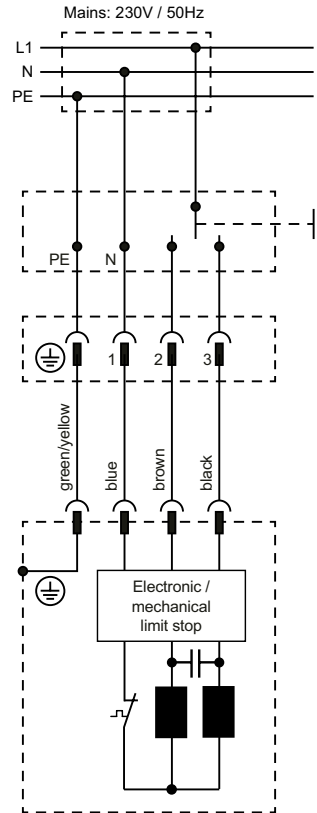 Mains: 230V / 50Hz
L1
N
PE
PE N
1 2 3
green/yellow
blue
brown
black
Electronic /
mechanical
limit stop